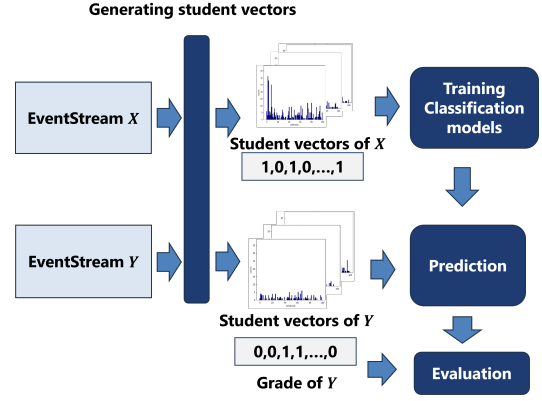 Generating student vectors
EventStream X
Student vectors of X
1,0,1,0,...,1
Training
Classification
models
EventStream Y
Student vectors of Y
0,0,1,1,...,0
Grade of Y
Prediction
Evaluation